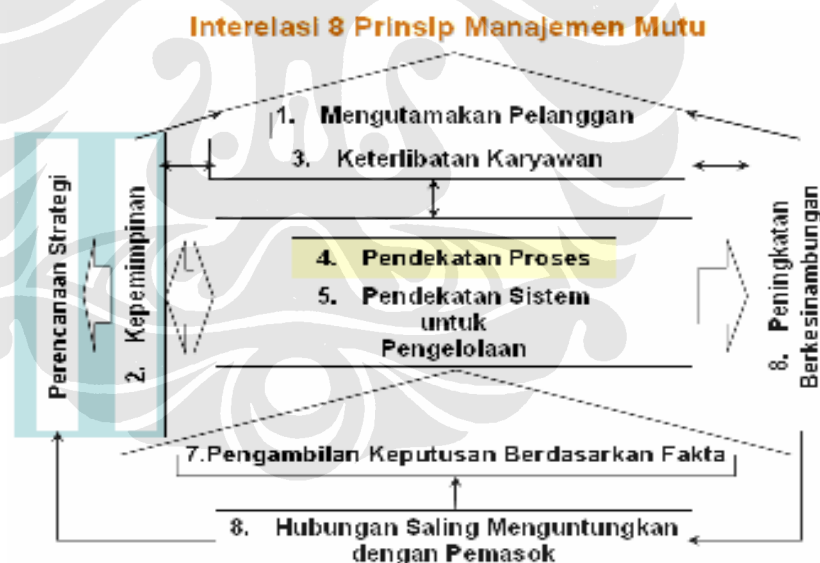 Interelasi 8 Prinsip Manajemen Mutu
1. Mengutamakan Pelanggan
3. Keterlibatan Karyawan
Perencanaan Strategi
2. Kepemimpinan
4. Pendekatan Proses
5. Pendekatan Sistem
untuk
Pengelolaan
8. Peningkatan
Berkesinambungan
7.Pengambilan Keputusan Berdasarkan Fakta
8. Hubungan Saling Menguntungkan
dengan Pemasok